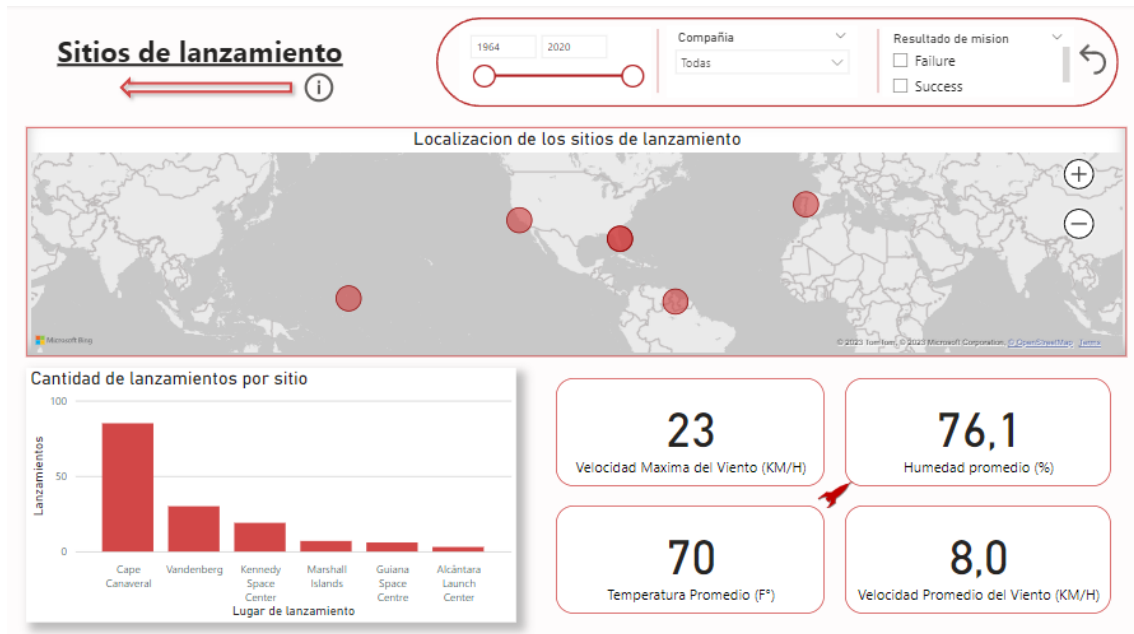 Sitios de lanzamiento
i
1964
2020
Compañia
Todas
Resultado de mision
Failure
Success
Localizacion de los sitios de lanzamiento
Microsoft Bing
© 2023 TomTom, © 2023 Microsoft Corporation, © OpenStreetMap Terms
Cantidad de lanzamientos por sitio
Lanzamientos
100
50
0
Cape
Canaveral
Vandenberg
Kennedy
Space
Center
Marshall
Islands
Guiana
Space
Centre
Alcântara
Launch
Center
Lugar de lanzamiento
23
Velocidad Maxima del Viento (KM/H)
76,1
Humedad promedio (%)
70
Temperatura Promedio (F°)
8,0
Velocidad Promedio del Viento (KM/H)